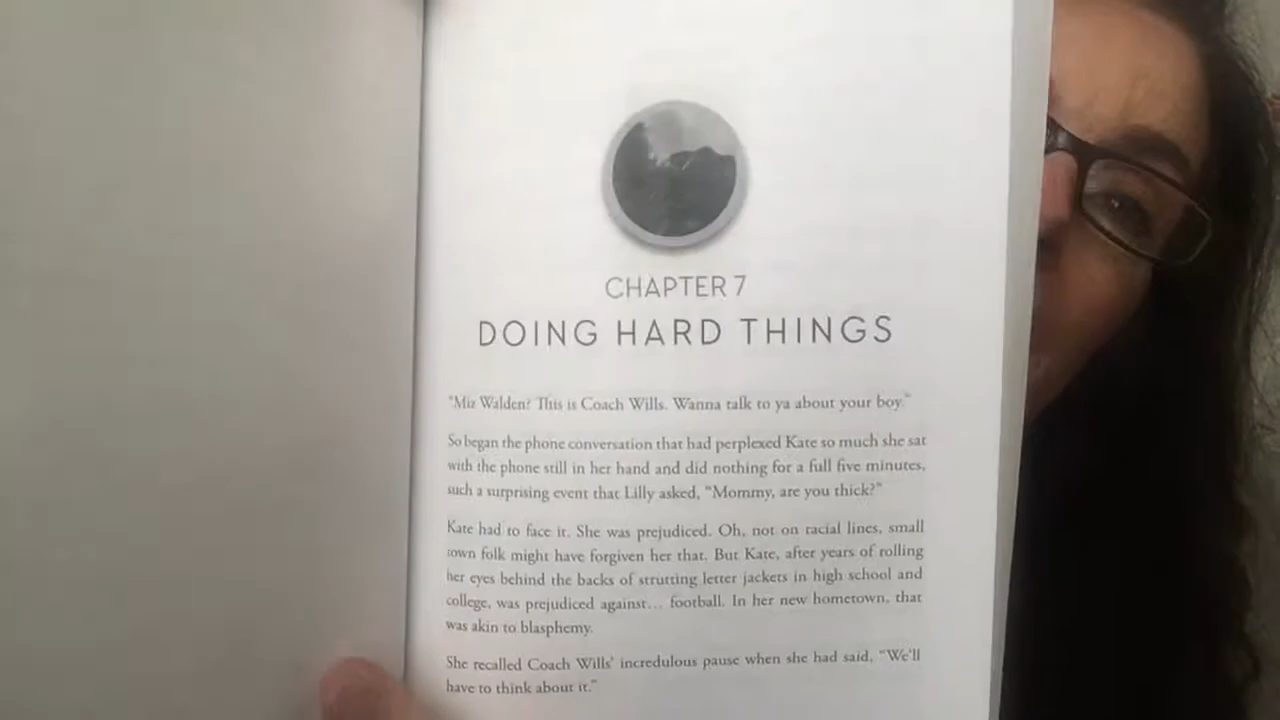 CHAPTER 7
DOING HARD THINGS
"Miz Walden? This is Coach Wills. Wanna talk to ya about your boy."
So began the phone conversation that had perplexed Kate so much she sat
with the phone still in her hand and did nothing for a full five minutes,
such a surprising event that Lilly asked, "Mommy, are you thick?"
Kate had to face it. She was prejudiced. Oh, not on racial lines, small
town folk might have forgiven her that. But Kate, after years of rolling
her eyes behind the backs of strutting letter jackets in high school and
college, was prejudiced against... football. In her new hometown, that
was akin to blasphemy.
She recalled Coach Wills' incredulous pause when she had said, "We'll
have to think about it."